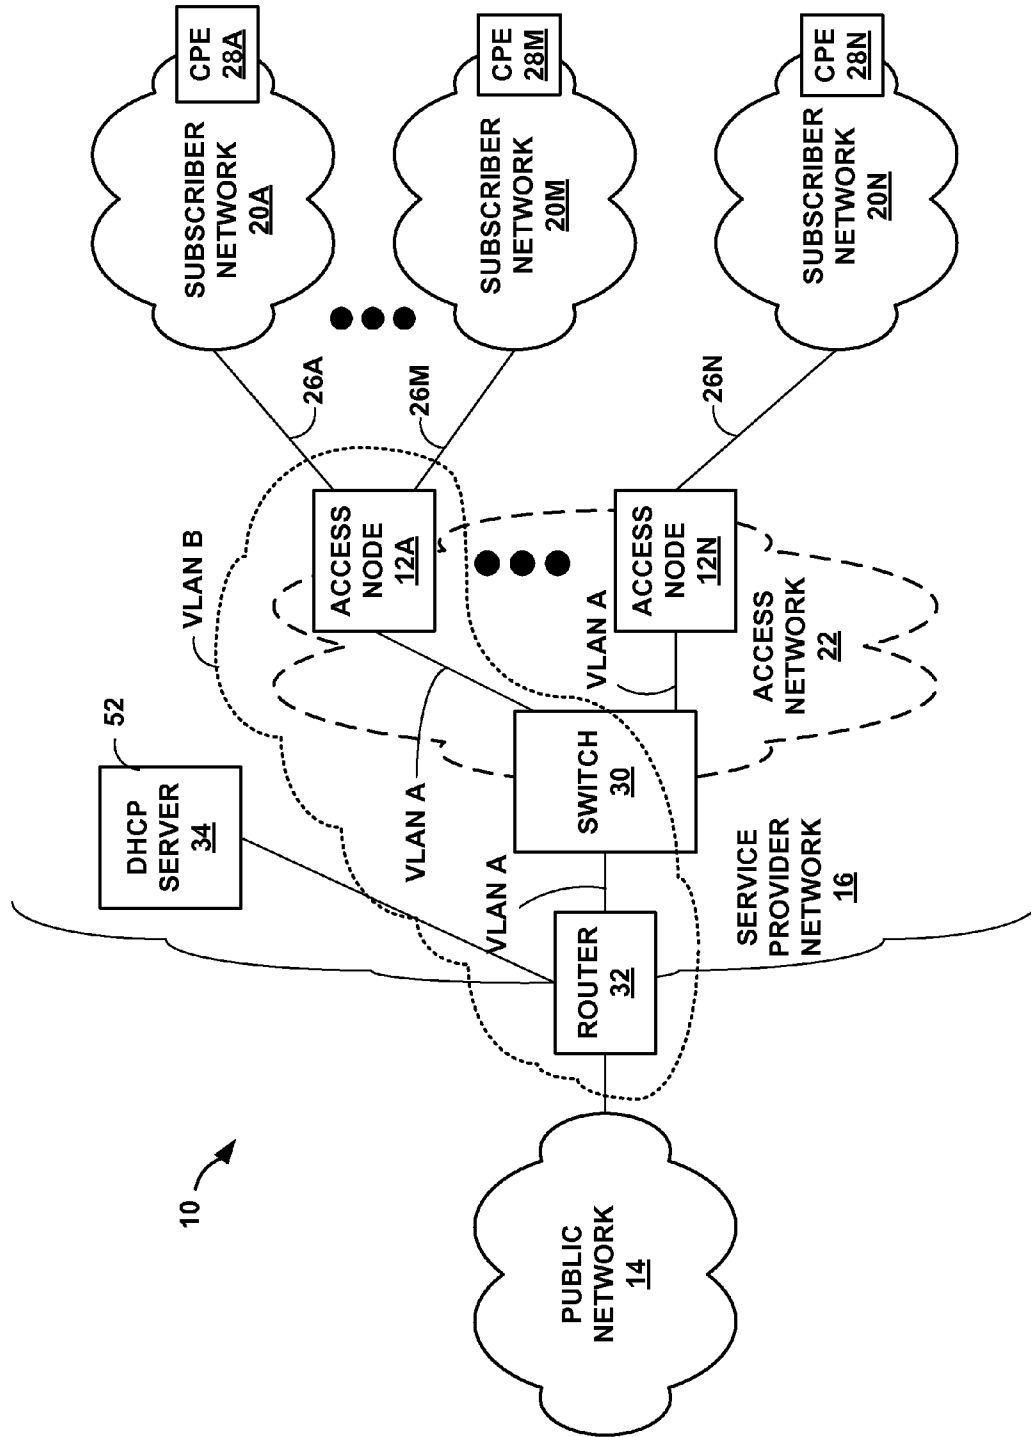 10
PUBLIC
NETWORK
14
DHCP
SERVER
34
52
ROUTER
32
VLAN A
SERVICE
PROVIDER
NETWORK
16
SWITCH
30
VLAN A
VLAN A
VLAN B
ACCESS
NETWORK
22
ACCESS
NODE
12A
ACCESS
NODE
12N
26A
26M
26N
SUBSCRIBER
NETWORK
20A
CPE
28A
SUBSCRIBER
NETWORK
20M
CPE
28M
SUBSCRIBER
NETWORK
20N
CPE
28N